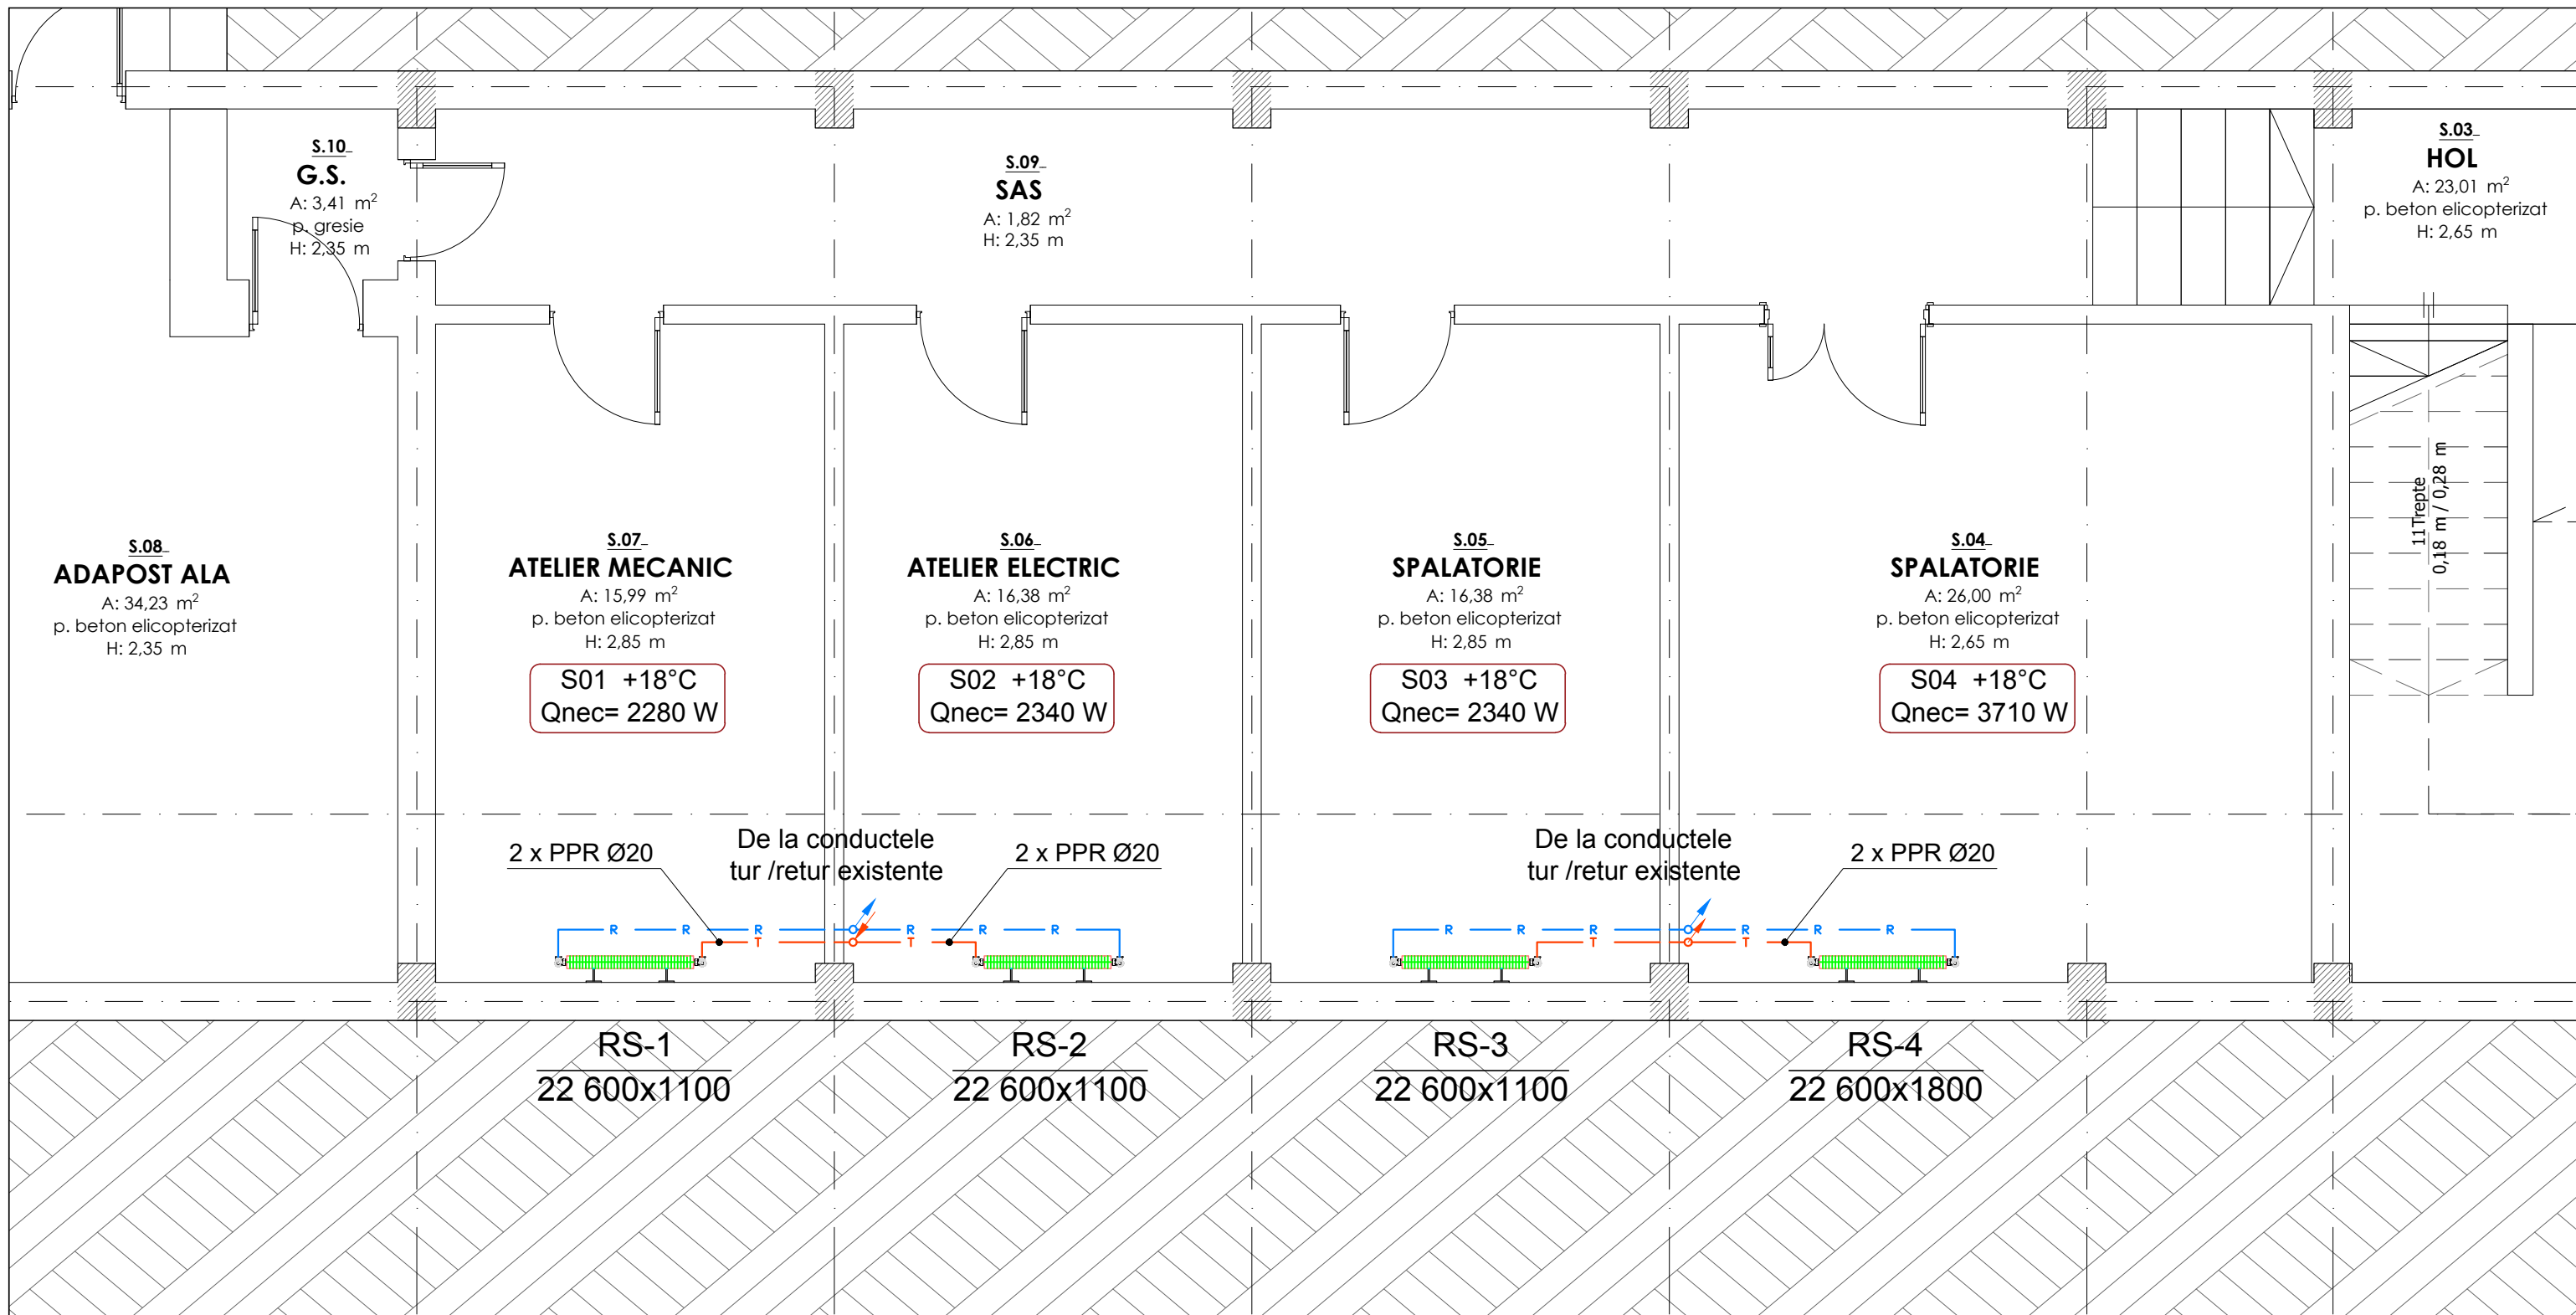 S.10
G.S.
A: 3,41 m²
p. gresie
H: 2,35 m
S.09
SAS
A: 1,82 m²
H: 2,35 m
S.03
HOL
A: 23,01 m²
p. beton elicopterizat
H: 2,65 m
S.08
ADAPOST ALA
A: 34,23 m²
p. beton elicopterizat
H: 2,35 m
S.07
ATELIER MECANIC
A: 15,99 m²
p. beton elicopterizat
H: 2,85 m
S01 +18°C
Qnec= 2280 W
S.06
ATELIER ELECTRIC
A: 16,38 m²
p. beton elicopterizat
H: 2,85 m
S02 +18°C
Qnec= 2340 W
S.05
SPALATORIE
A: 16,38 m²
p. beton elicopterizat
H: 2,85 m
S03 +18°C
Qnec= 2340 W
S.04
SPALATORIE
A: 26,00 m²
p. beton elicopterizat
H: 2,65 m
S04 +18°C
Qnec= 3710 W
11Trepte
0,18 m / 0,28 m
2 x PPR Ø20
De la conductele
tur /retur existente
2 x PPR Ø20
De la conductele
tur /retur existente
2 x PPR Ø20
R R R R R R
T T
R R R R R R
T T
RS-1
22 600x1100
RS-2
22 600x1100
RS-3
22 600x1100
RS-4
22 600x1800